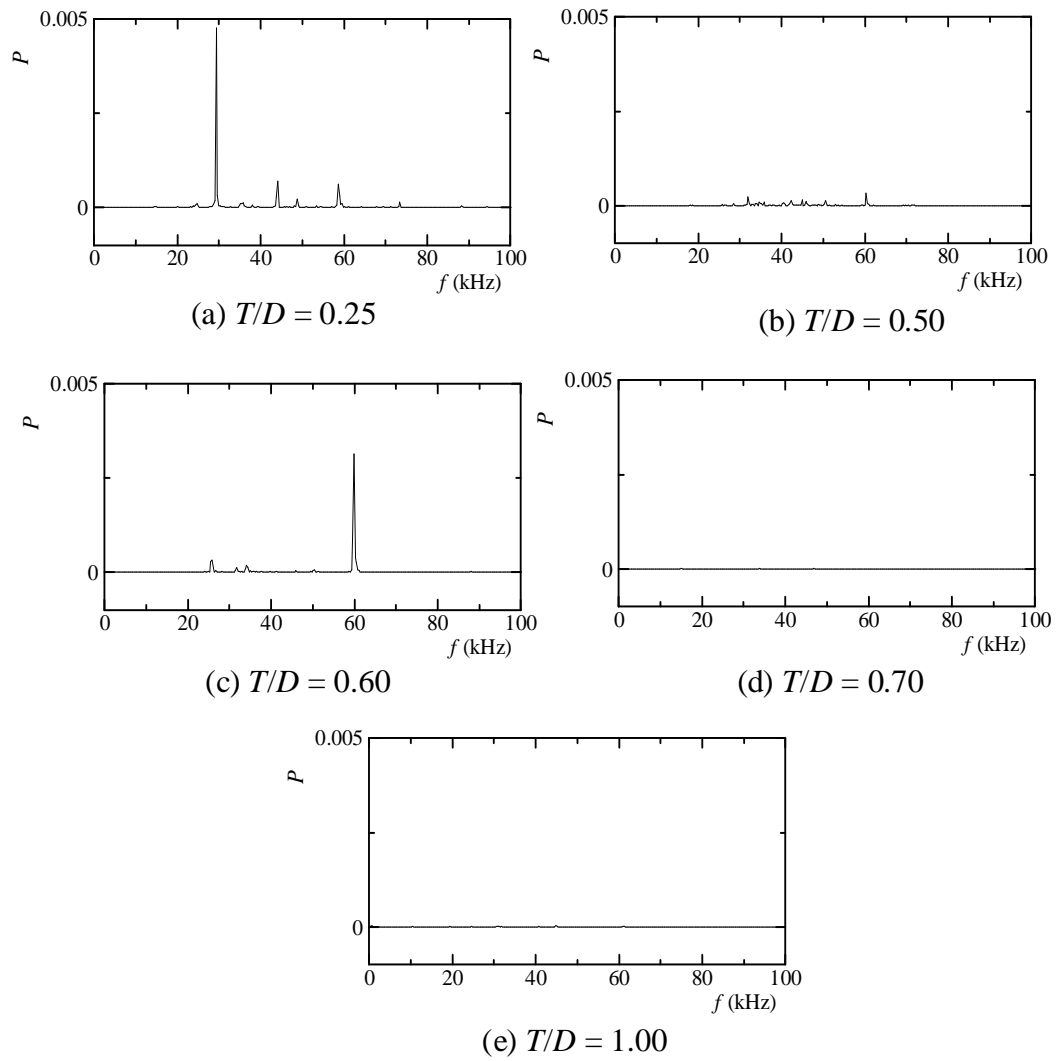 0.005
P
0
0 20 40 60 80 100
f (kHz)
(a) T/D = 0.25
0.005
P
0
0 20 40 60 80 100
f (kHz)
(b) T/D = 0.50
0.005
P
0
0 20 40 60 80 100
f (kHz)
(c) T/D = 0.60
0.005
P
0
0 20 40 60 80 100
f (kHz)
(d) T/D = 0.70
0.005
P
0
0 20 40 60 80 100
f (kHz)
(e) T/D = 1.00